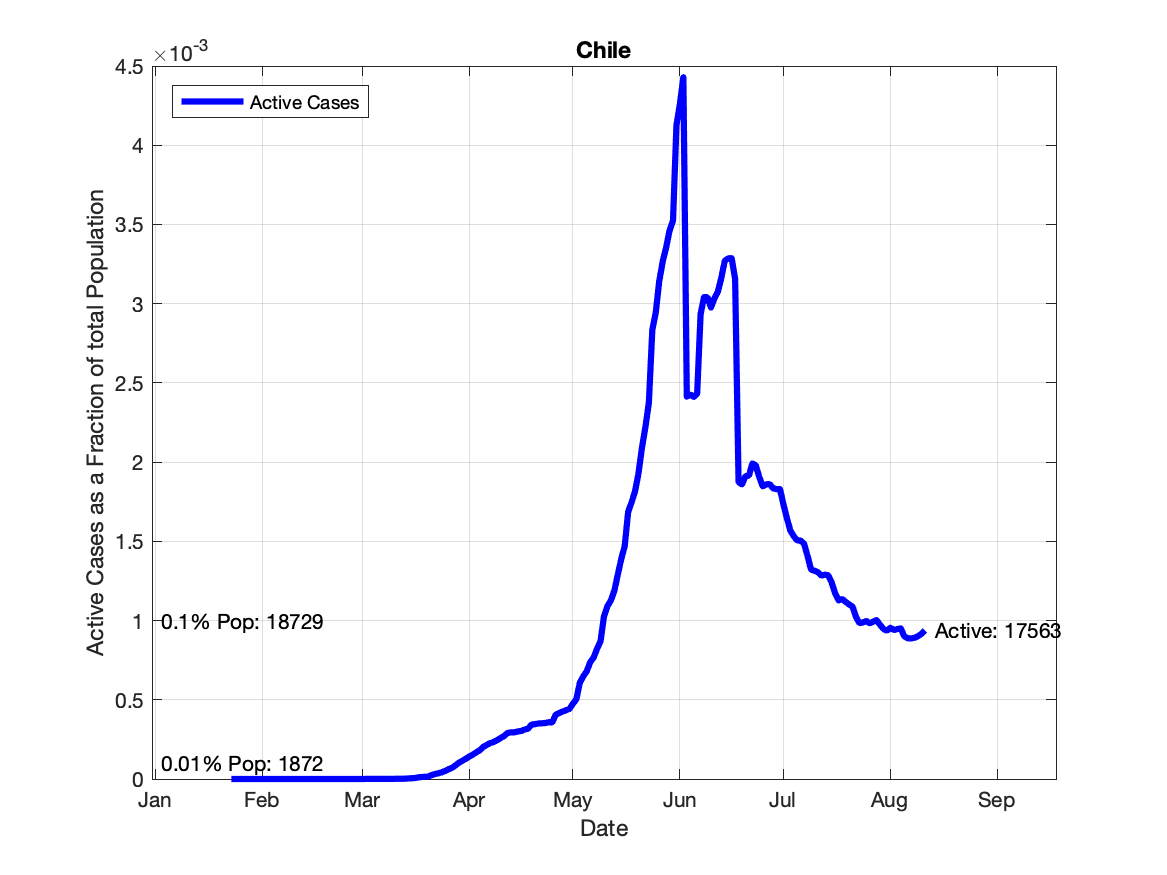 Chile
×10-3
Active Cases
4.5
4
3.5
3
2.5
2
1.5
1
0.5
0
Active Cases as a Fraction of total Population
0.1% Pop: 18729
Active: 17563
0.01% Pop: 1872
Jan Feb Mar Apr May Jun Jul Aug Sep
Date